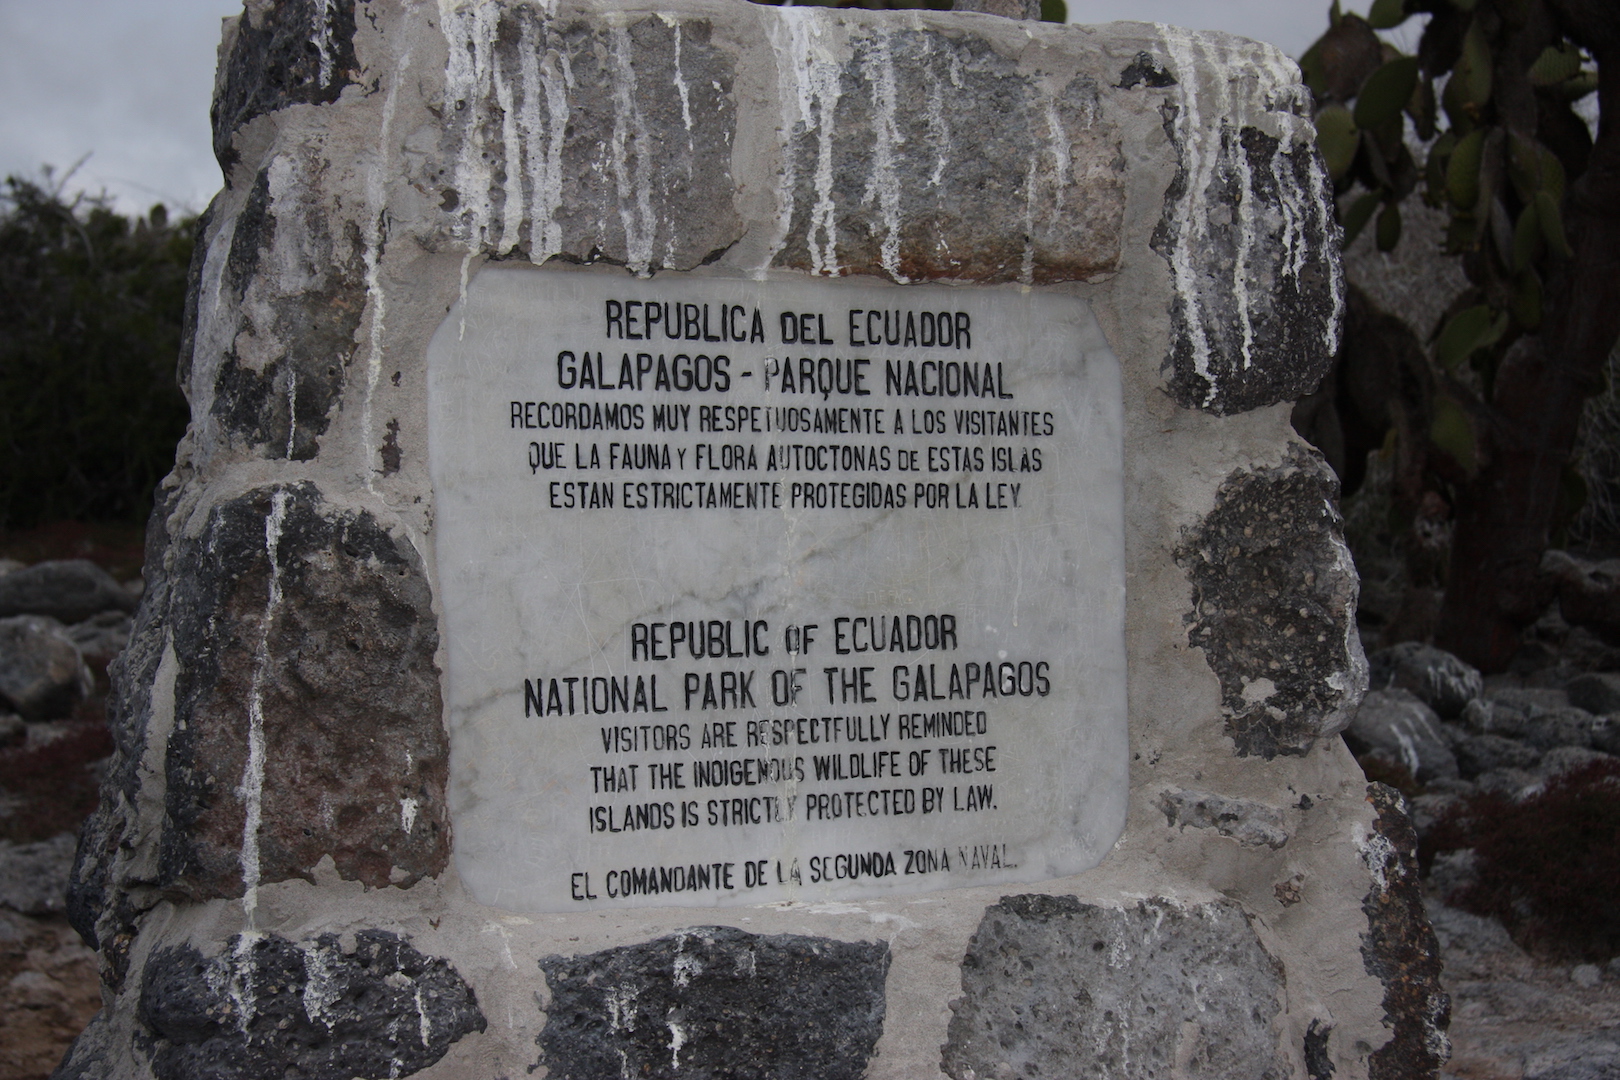 REPUBLICA DEL ECUADOR
GALAPAGOS - PARQUE NACIONAL
RECORDAMOS MUY RESPETUOSAMENTE A LOS VISITANTES
QUE LA FAUNA Y FLORA AUTOCTONAS DE ESTAS ISLAS
ESTAN ESTRICTAMENTE PROTEGIDAS POR LA LEY.
REPUBLIC OF ECUADOR
NATIONAL PARK OF THE GALAPAGOS
VISITORS ARE RESPECTFULLY REMINDED
THAT THE INDIGENOUS WILDLIFE OF THESE
ISLANDS IS STRICTLY PROTECTED BY LAW.
EL COMANDANTE DE LA SEGUNDA ZONA NAVAL.